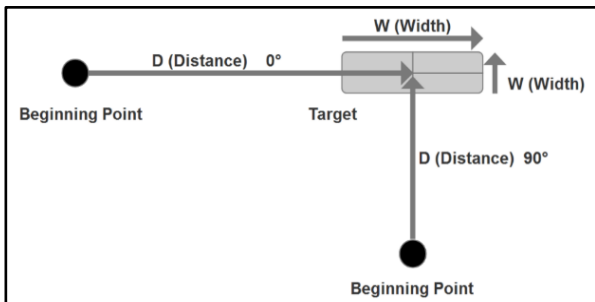 W (Width)
D (Distance) 0°
W (Width)
Beginning Point
Target
D (Distance) 90°
Beginning Point